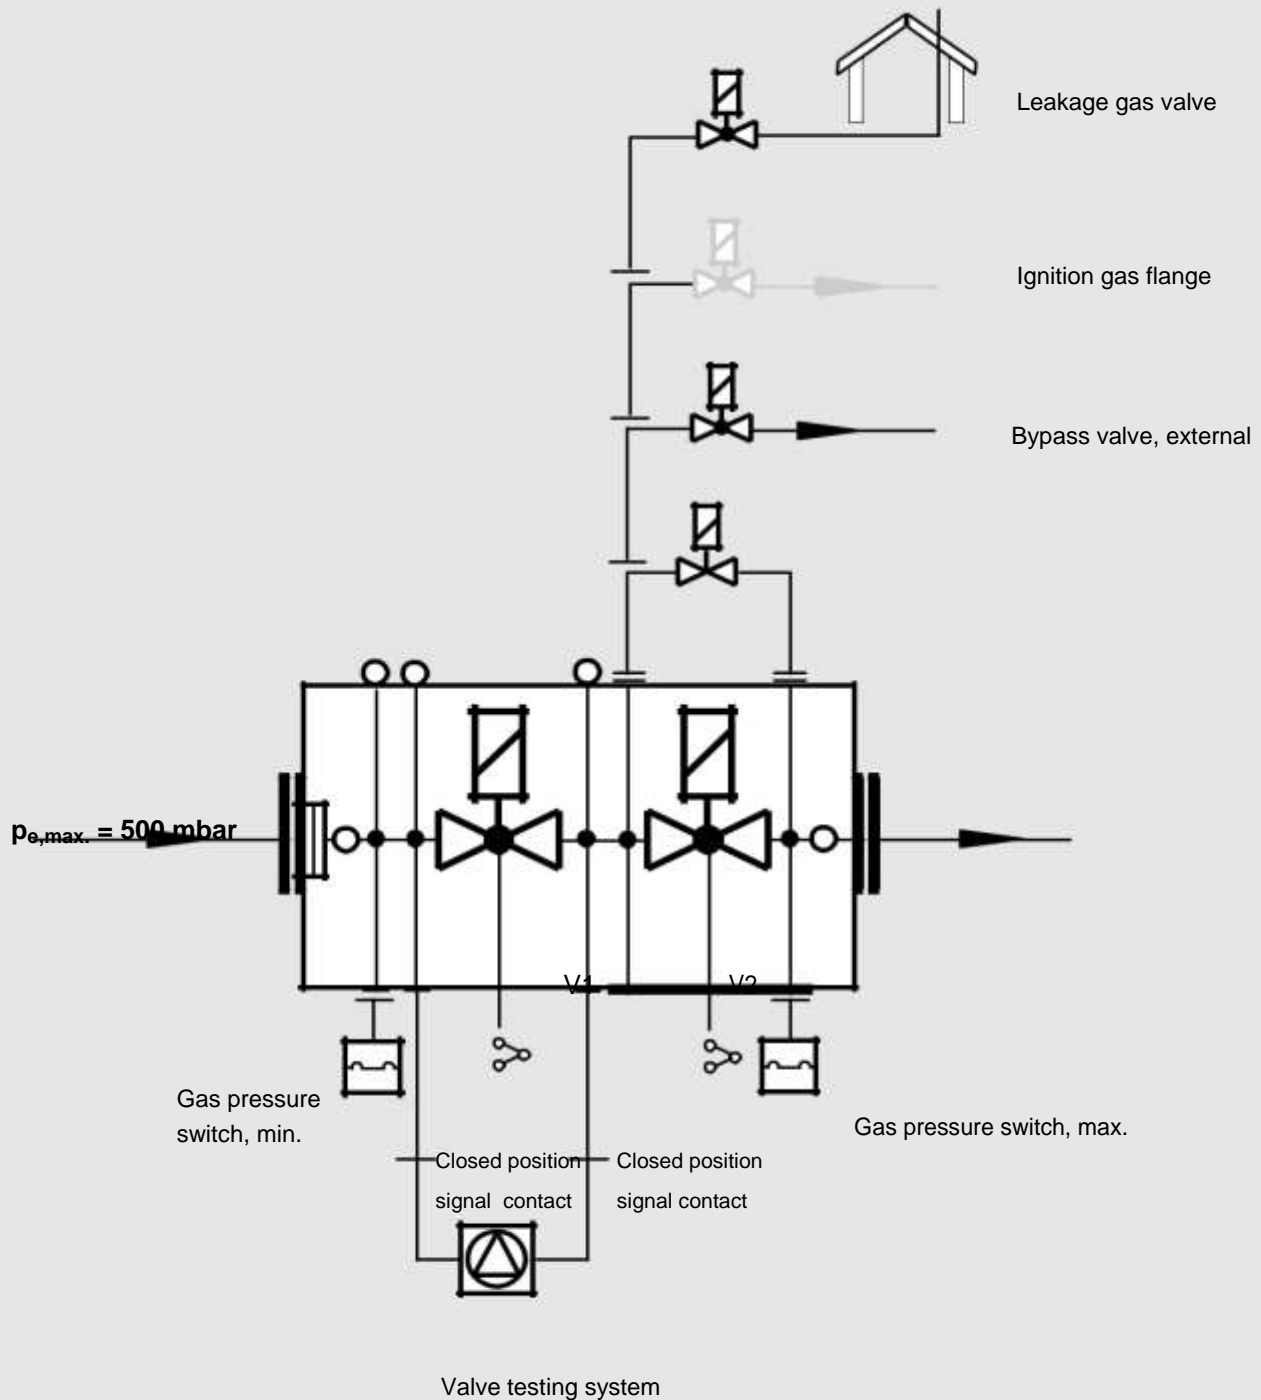 Leakage gas valve
Ignition gas flange
Bypass valve, external
pe,max. = 500 mbar
V1
V2
Gas pressure
switch, min.
Gas pressure switch, max.
Closed position
signal contact
Closed position
signal contact
Valve testing system